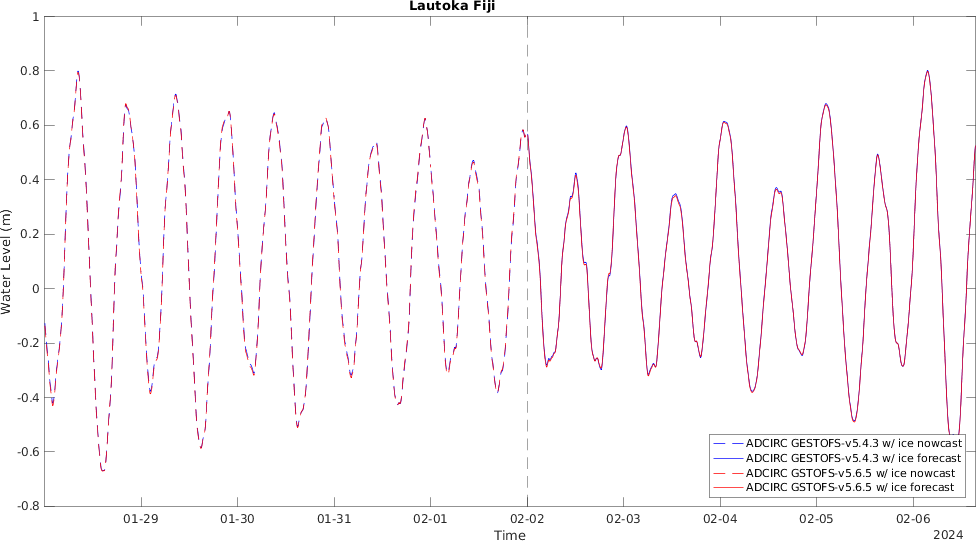 Lautoka Fiji
1
0.8
0.6
0.4
0.2
0
-0.2
-0.4
-0.6
-0.8
Water Level (m)
01-29 01-30 01-31 02-01 02-02 02-03 02-04 02-05 02-06
Time
2024
ADCIRC GESTOFS-v5.4.3 w/ ice nowcast
ADCIRC GESTOFS-v5.4.3 w/ ice forecast
ADCIRC GSTOFS-v5.6.5 w/ ice nowcast
ADCIRC GSTOFS-v5.6.5 w/ ice forecast